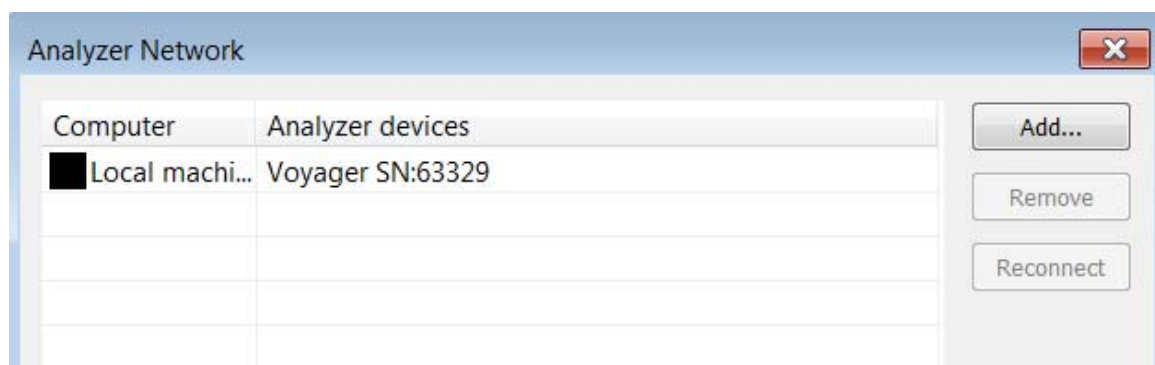 Analyzer Network
Computer Analyzer devices
Add...
Local machi... Voyager SN:63329
Remove
Reconnect